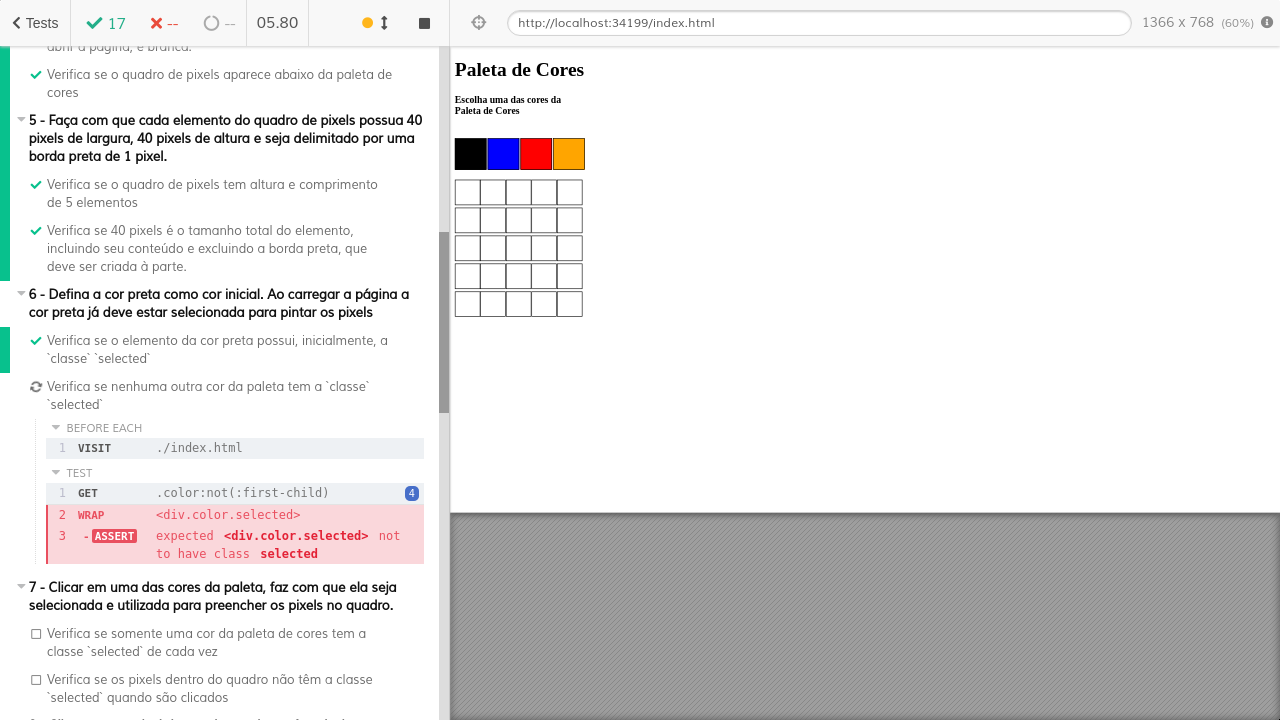 Tests
17
--
--
05.80
http://localhost:34199/index.html
1366 x 768 (60%)
abrir a página, é branca.
Verifica se o quadro de pixels aparece abaixo da paleta de
cores
5 - Faça com que cada elemento do quadro de pixels possua 40
pixels de largura, 40 pixels de altura e seja delimitado por uma
borda preta de 1 pixel.
Verifica se o quadro de pixels tem altura e comprimento
de 5 elementos
Verifica se 40 pixels é o tamanho total do elemento,
incluindo seu conteúdo e excluindo a borda preta, que
deve ser criada à parte.
6 - Defina a cor preta como cor inicial. Ao carregar a página a
cor preta já deve estar selecionada para pintar os pixels
Verifica se o elemento da cor preta possui, inicialmente, a
`classe` `selected`
Verifica se nenhuma outra cor da paleta tem a `classe`
`selected`
BEFORE EACH
1 VISIT ./index.html
TEST
1 GET .color:not(:first-child) 4
2 WRAP <div.color.selected>
3 -ASSERT expected <div.color.selected> not
to have class selected
7 - Clicar em uma das cores da paleta, faz com que ela seja
selecionada e utilizada para preencher os pixels no quadro.
Verifica se somente uma cor da paleta de cores tem a
classe `selected` de cada vez
Verifica se os pixels dentro do quadro não têm a classe
`selected` quando são clicados
Paleta de Cores
Escolha uma das cores da
Paleta de Cores